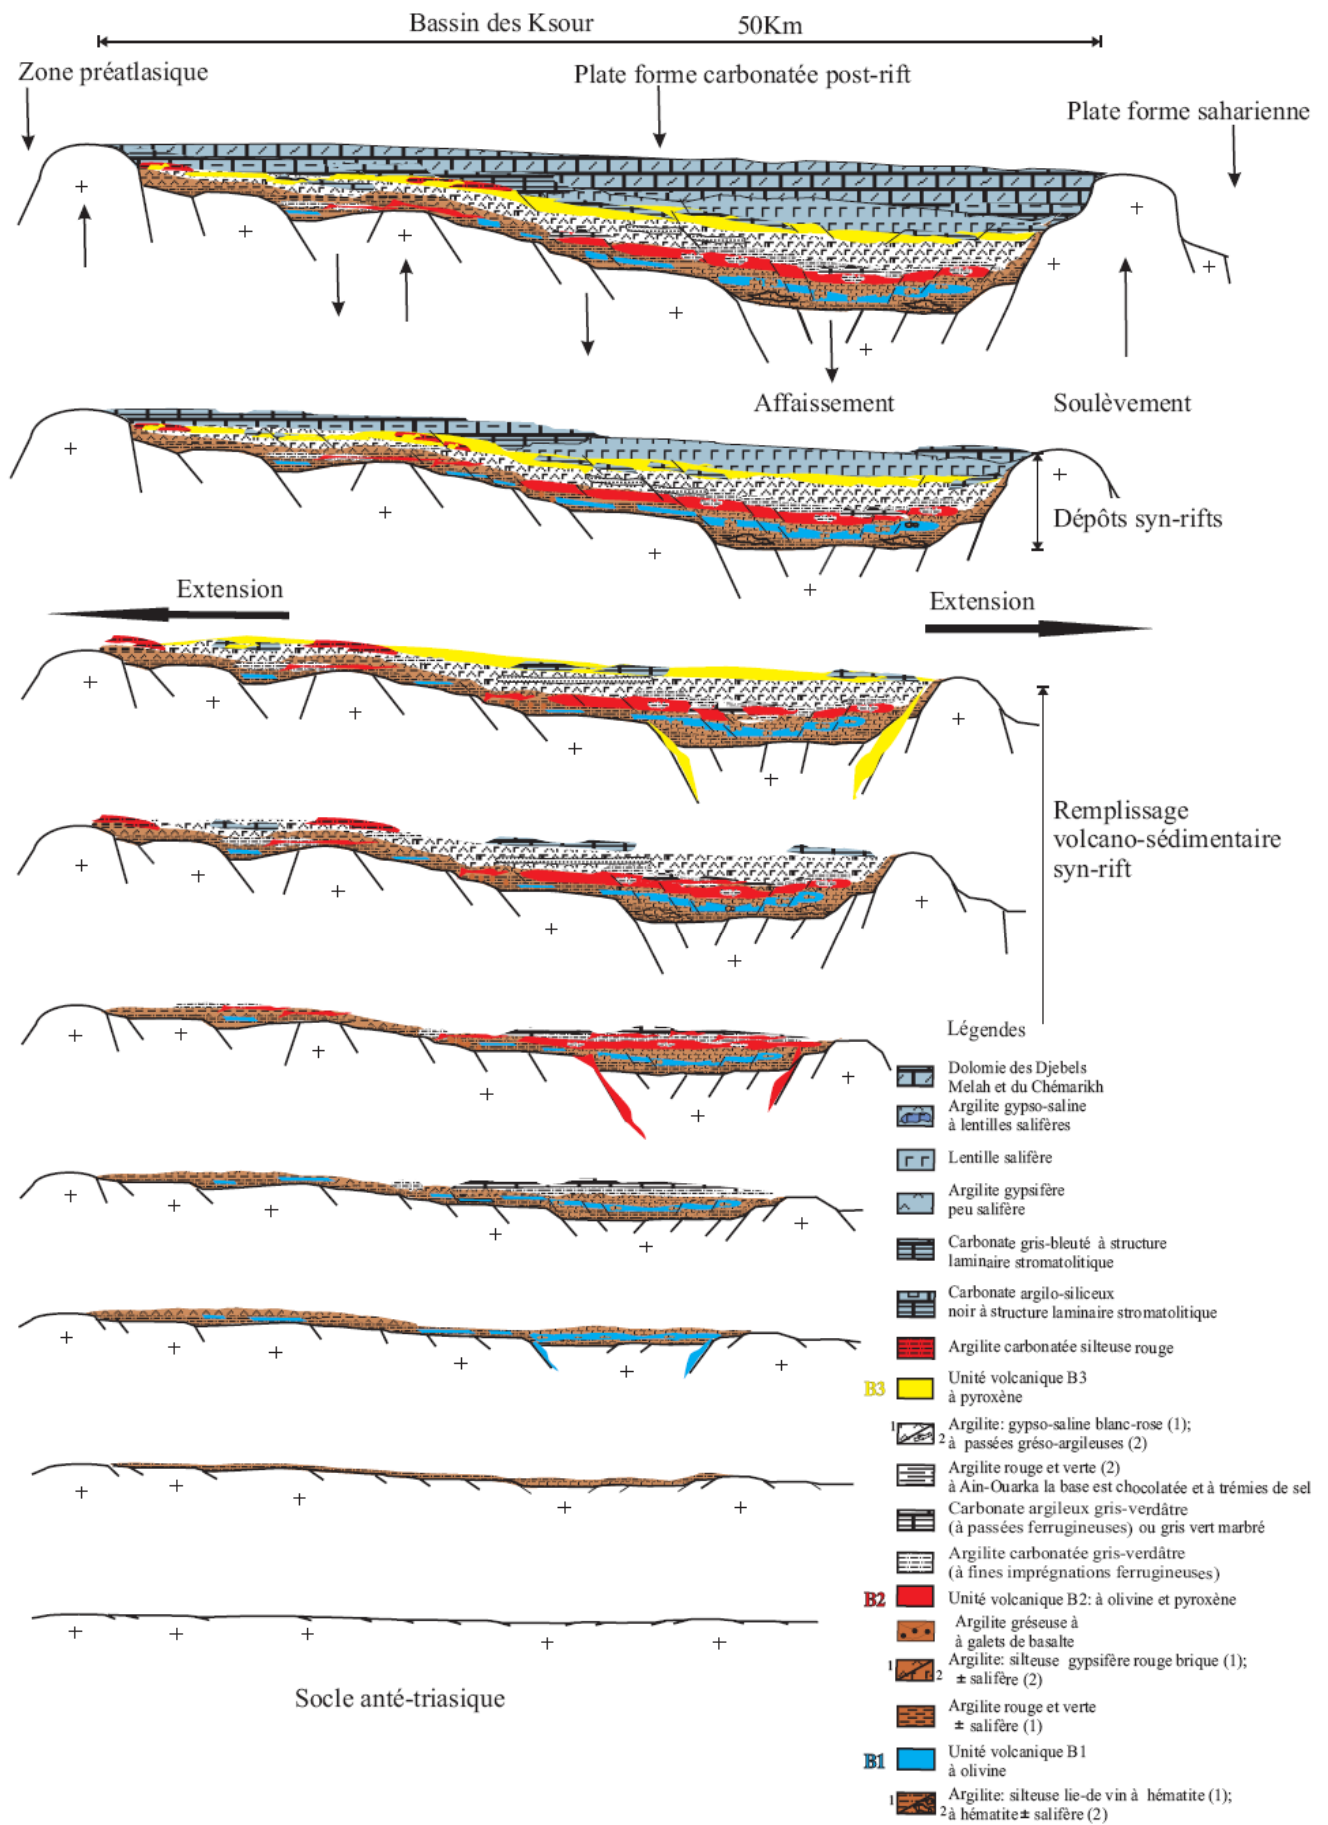 Bassin des Ksour 50Km
Zone préatlasique
Plate forme carbonatée post-rift
Plate forme saharienne
Affaissement
Soulèvement
Dépôts syn-rifts
Extension
Extension
Remplissage
volcano-sédimentaire
syn-rift
Légendes
Dolomie des Djebels
Melah et du Chémarikh
Argilite gypso-saline
à lentilles salifères
Lentille salifère
Argilite gypsifère
peu salifère
Carbonate gris-bleuté à structure
laminaire stromatolitique
Carbonate argilo-siliceux
noir à structure laminaire stromatolitique
Argilite carbonatée silteuse rouge
B3 Unité volcanique B3
à pyroxène
1 Argilite: gypso-saline blanc-rose (1);
2 à passées gréso-argileuses (2)
Argilite rouge et verte (2)
à Ain-Ouarka la base est chocolatée et à trémies de sel
Carbonate argileux gris-verdâtre
(à passées ferrugineuses) ou gris vert marbré
Argilite carbonatée gris-verdâtre
(à fines imprégnations ferrugineuses)
B2 Unité volcanique B2: à olivine et pyroxène
Argilite gréseuse à
à galets de basalte
1 Argilite: silteuse gypsifère rouge brique (1);
2 ± salifère (2)
Argilite rouge et verte
± salifère (1)
B1 Unité volcanique B1
à olivine
1 Argilite: silteuse lie-de vin à hématite (1);
2 à hématite ± salifère (2)
Socle anté-triasique